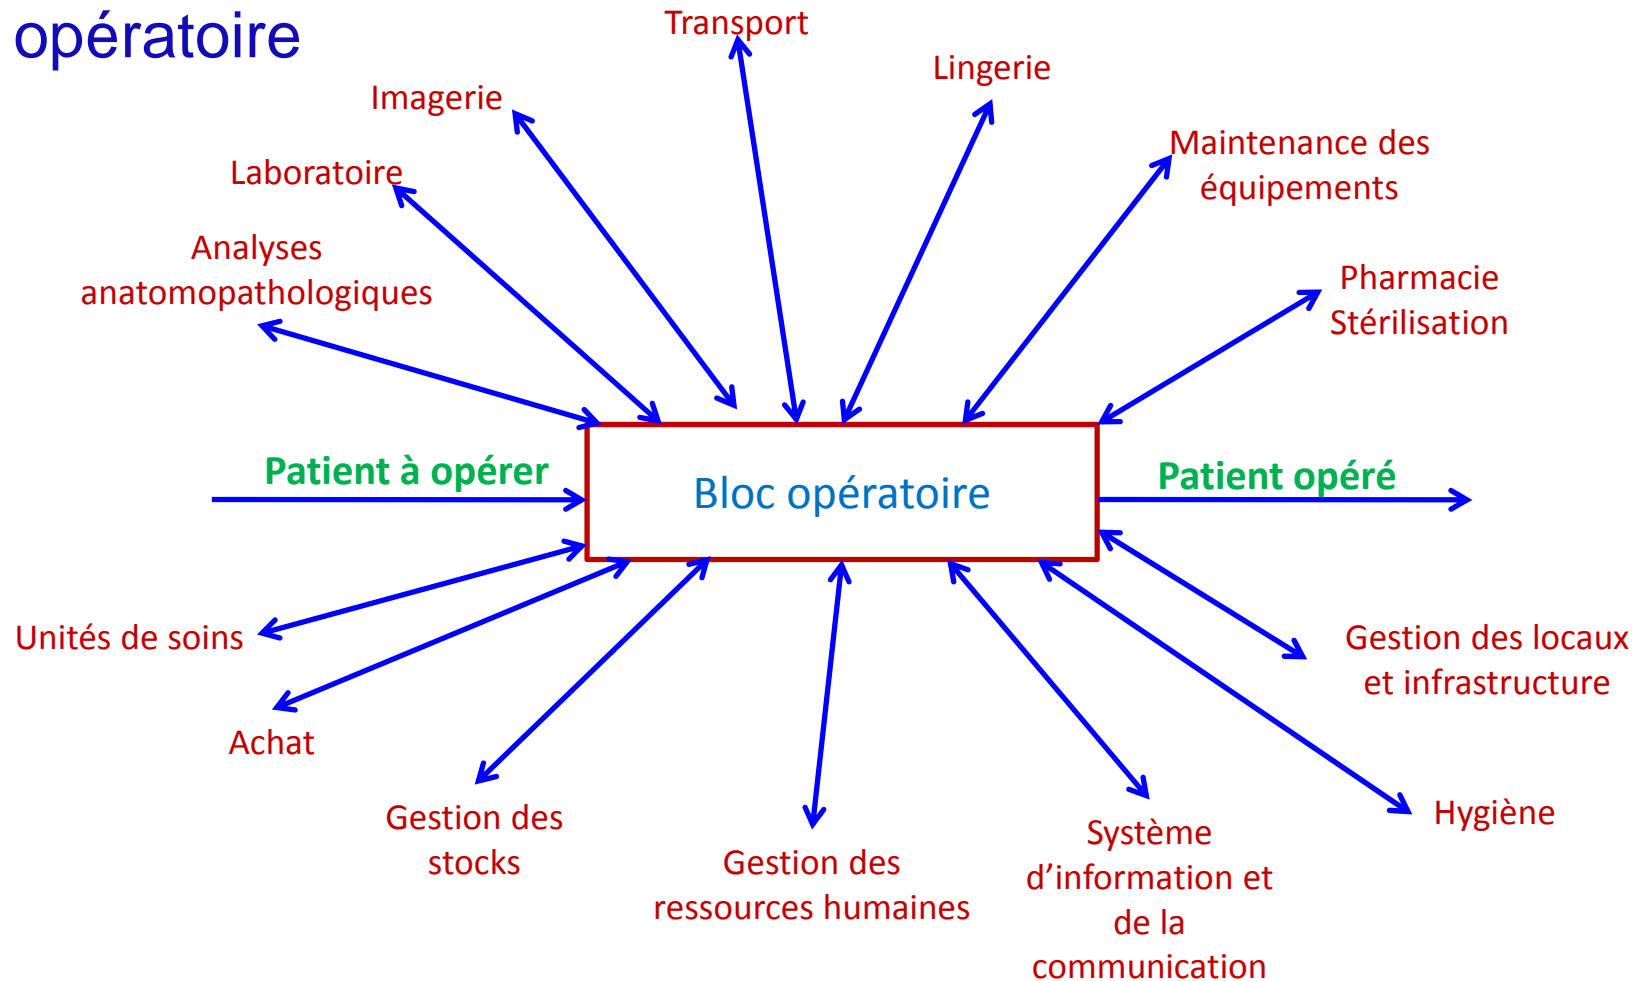 opératoire
Transport
Lingerie
Imagerie
Maintenance des
équipements
Laboratoire
Analyses
anatomopathologiques
Pharmacie
Stérilisation
Patient à opérer
Bloc opératoire
Patient opéré
Unités de soins
Gestion des locaux
et infrastructure
Achat
Gestion des
stocks
Gestion des
ressources humaines
Système
d’information et
de la
communication
Hygiène